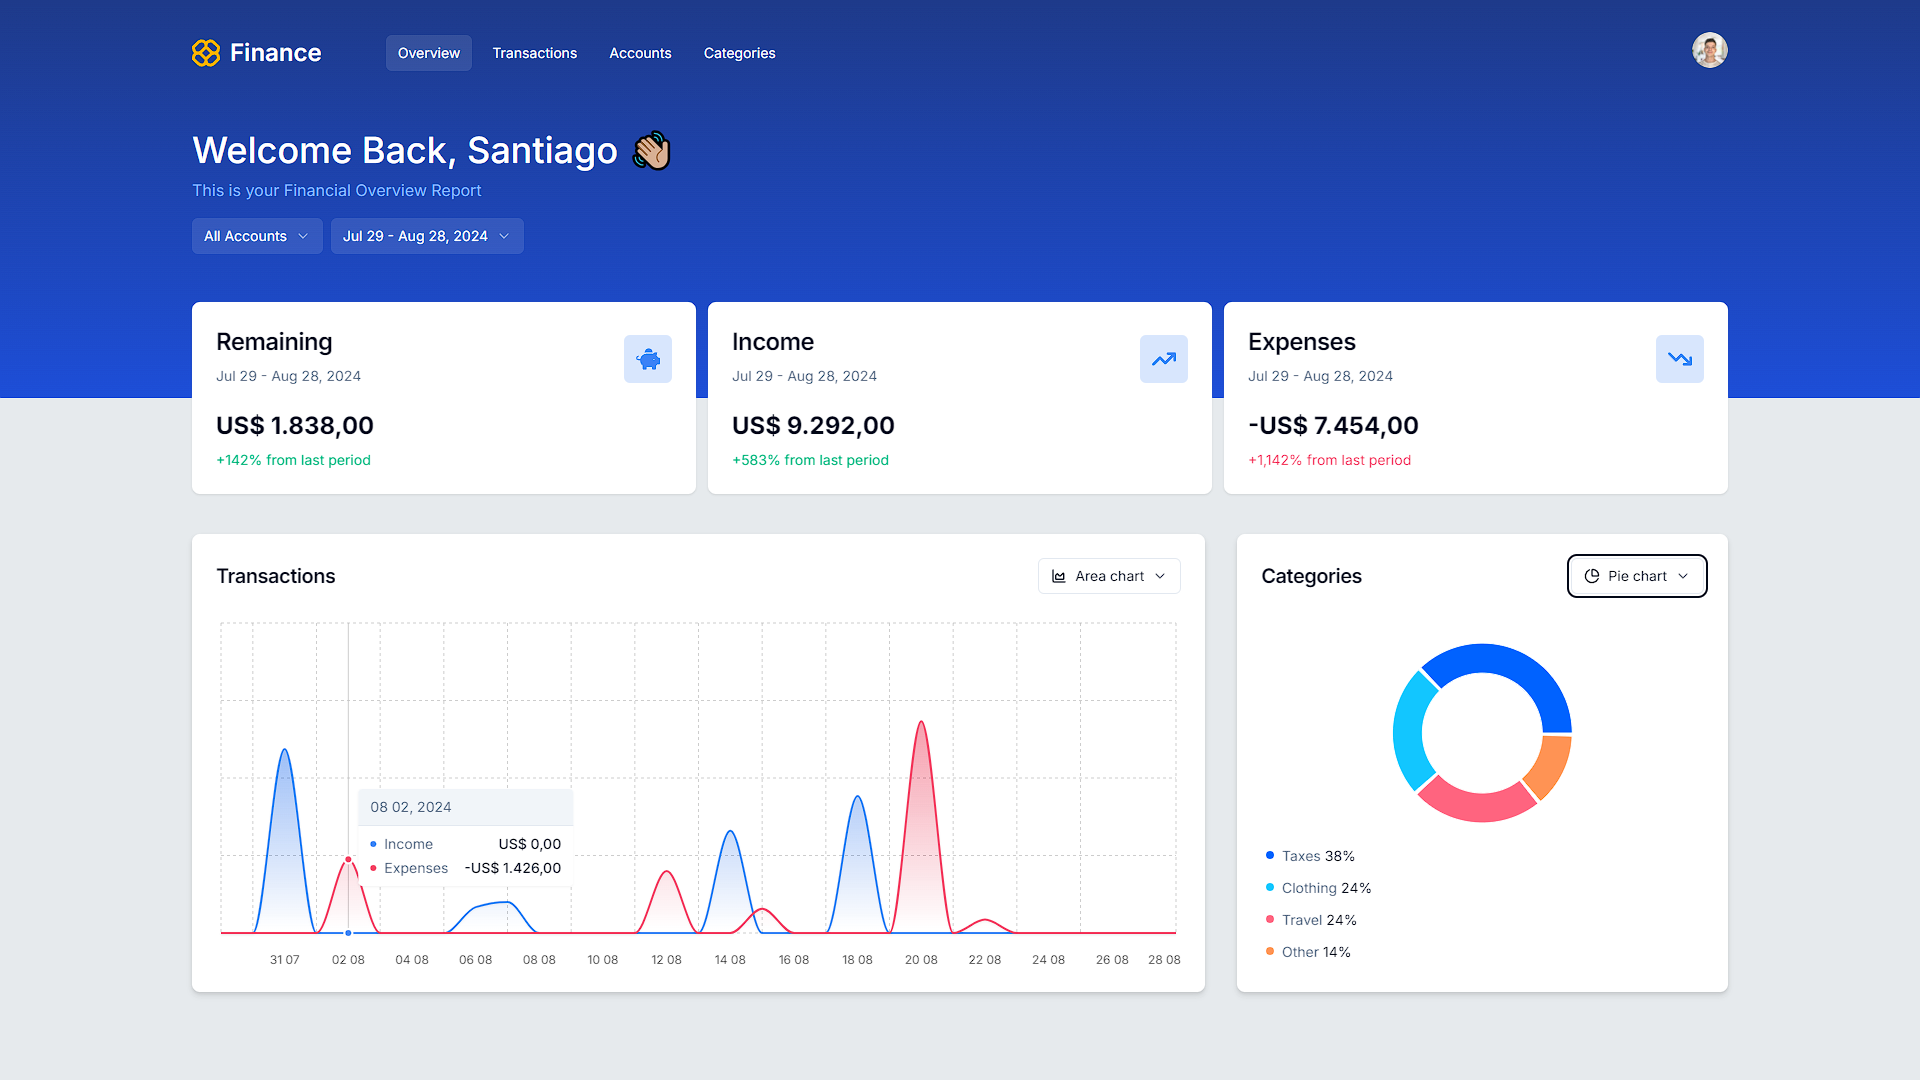 Finance
Overview
Transactions
Accounts
Categories
Welcome Back, Santiago 👋🏽
This is your Financial Overview Report
All Accounts
Jul 29 - Aug 28, 2024
Remaining
Jul 29 - Aug 28, 2024
US$ 1.838,00
+142% from last period
Income
Jul 29 - Aug 28, 2024
US$ 9.292,00
+583% from last period
Expenses
Jul 29 - Aug 28, 2024
-US$ 7.454,00
+1,142% from last period
Transactions
Area chart
08 02, 2024
Income US$ 0,00
Expenses -US$ 1.426,00
31 07 02 08 04 08 06 08 08 08 10 08 12 08 14 08 16 08 18 08 20 08 22 08 24 08 26 08 28 08
Categories
Pie chart
Taxes 38%
Clothing 24%
Travel 24%
Other 14%